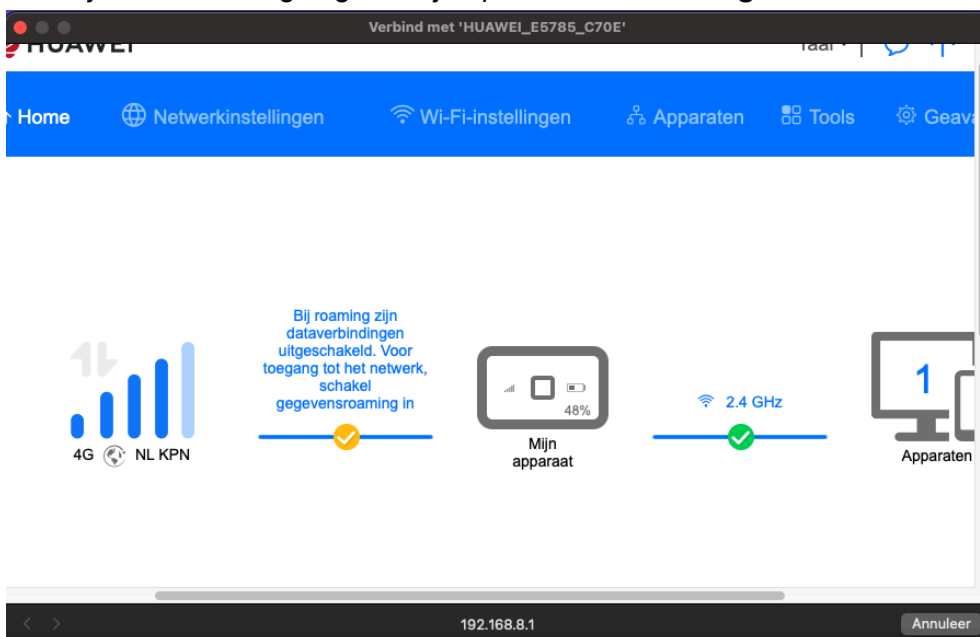 Verbind met 'HUAWEI_E5785_C70E'
HUAWEI
Taal
Home Netwerkinstellingen Wi-Fi-instellingen Apparaten Tools Geava
Bij roaming zijn
dataverbindingen
uitgeschakeld. Voor
toegang tot het netwerk,
schakel
gegevensroaming in
4G NL KPN
48%
Mijn
apparaat
2.4 GHz
1
Apparaten
192.168.8.1
Annuleer